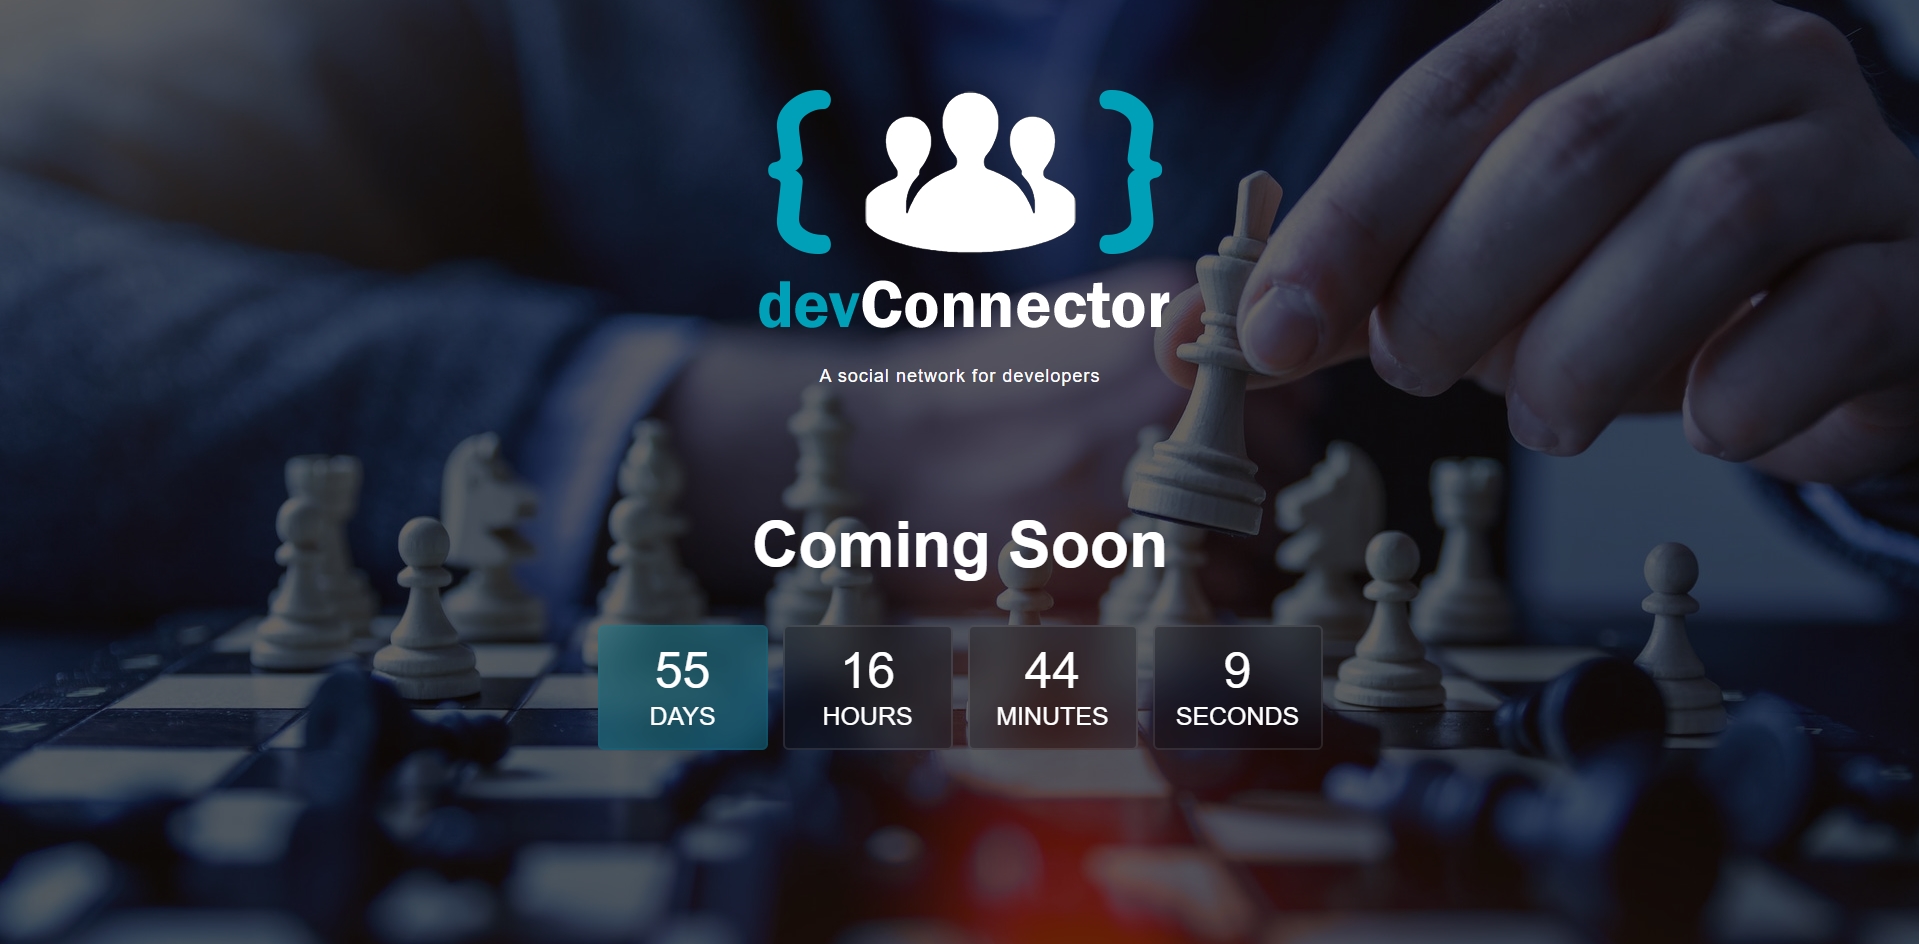 devConnector
A social network for developers
Coming Soon
55 16 44 9
DAYS HOURS MINUTES SECONDS